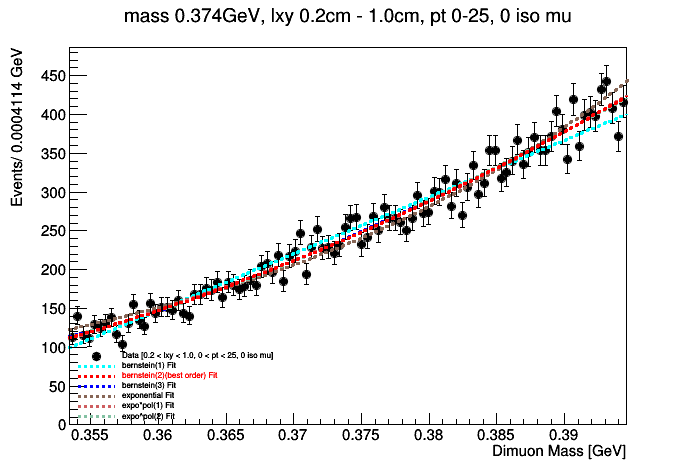 mass 0.374GeV, lxy 0.2cm - 1.0cm, pt 0-25, 0 iso mu
Events/ 0.0004114 GeV
450
400
350
300
250
200
150
100
50
0
Data [0.2 < lxy < 1.0, 0 < pt < 25, 0 iso mu]
bernstein(1) Fit
bernstein(2)(best order) Fit
bernstein(3) Fit
exponential Fit
expo*pol(1) Fit
expo*pol(2) Fit
0.355 0.36 0.365 0.37 0.375 0.38 0.385 0.39
Dimuon Mass [GeV]